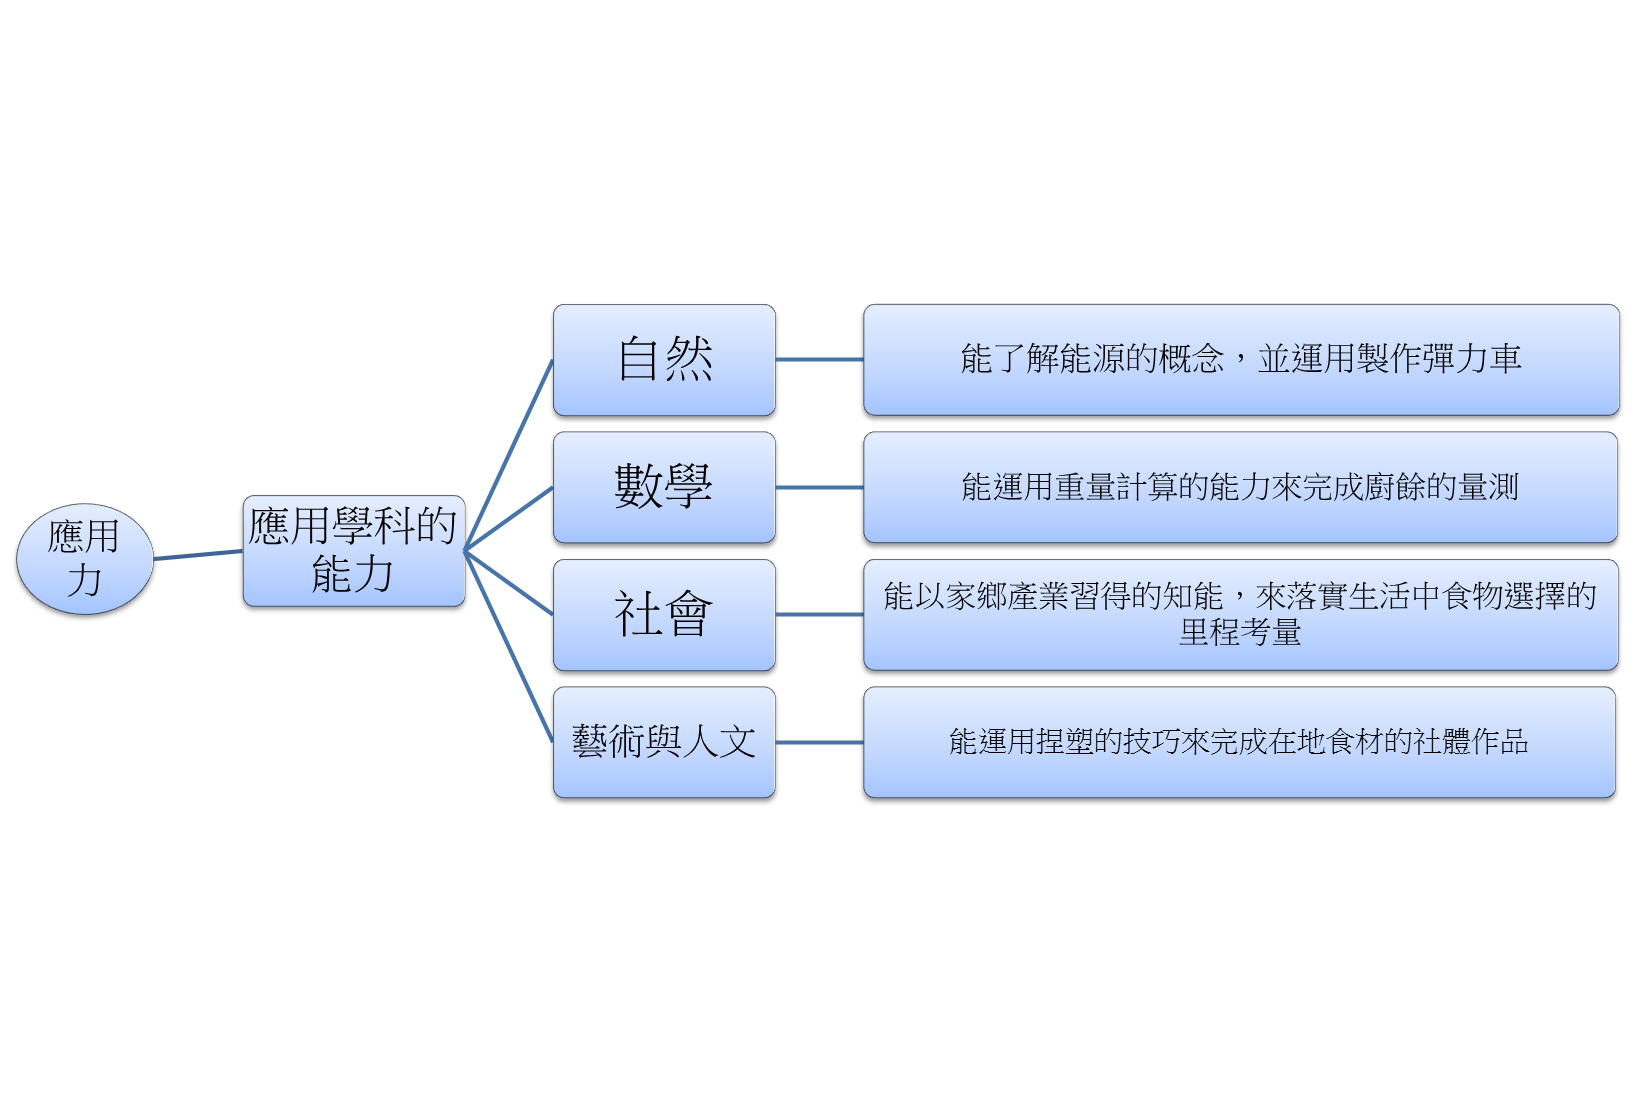 應用
力
應用學科的
能力
自然
能了解能源的概念，並運用製作彈力車
數學
能運用重量計算的能力來完成廚餘的量測
社會
能以家鄉產業習得的知能，來落實生活中食物選擇的
里程考量
藝術與人文
能運用捏塑的技巧來完成在地食材的社體作品